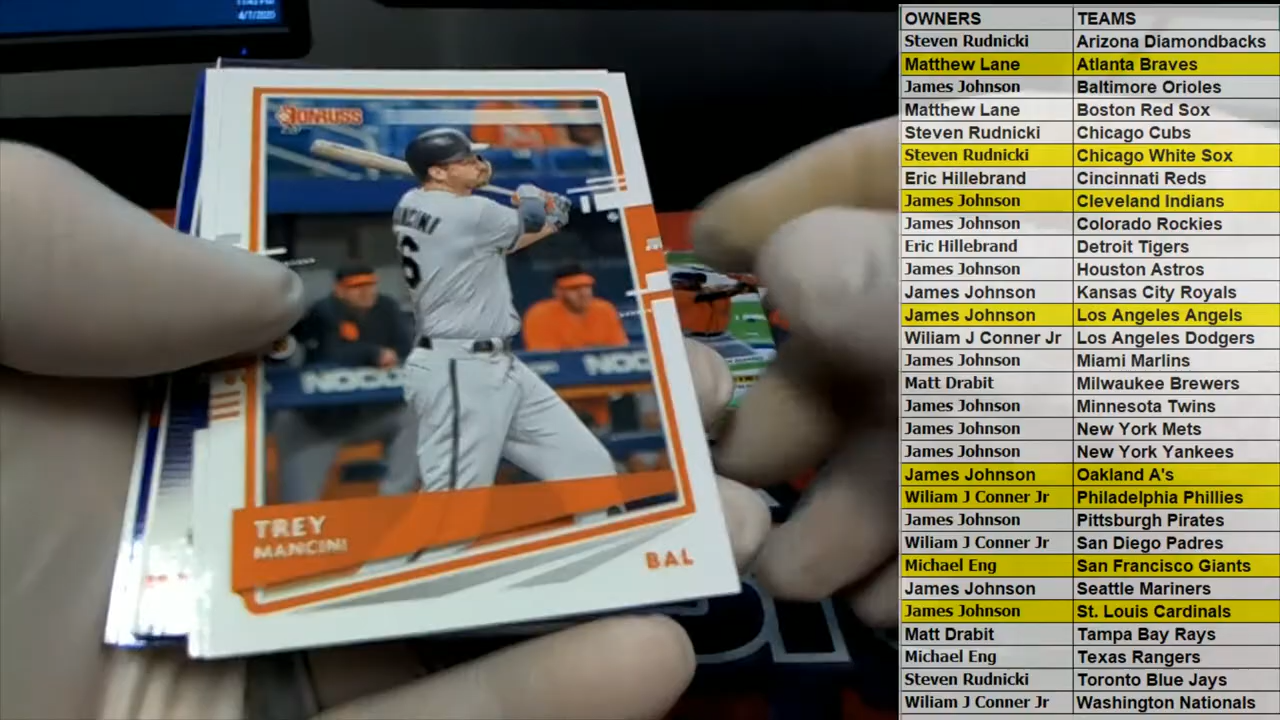 4/7/2020
DONRUSS
TREY
MANCINI
BAL
OWNERS TEAMS
Steven Rudnicki Arizona Diamondbacks
Matthew Lane Atlanta Braves
James Johnson Baltimore Orioles
Matthew Lane Boston Red Sox
Steven Rudnicki Chicago Cubs
Steven Rudnicki Chicago White Sox
Eric Hillebrand Cincinnati Reds
James Johnson Cleveland Indians
James Johnson Colorado Rockies
Eric Hillebrand Detroit Tigers
James Johnson Houston Astros
James Johnson Kansas City Royals
James Johnson Los Angeles Angels
Wiliam J Conner Jr Los Angeles Dodgers
James Johnson Miami Marlins
Matt Drabit Milwaukee Brewers
James Johnson Minnesota Twins
James Johnson New York Mets
James Johnson New York Yankees
James Johnson Oakland A's
Wiliam J Conner Jr Philadelphia Phillies
James Johnson Pittsburgh Pirates
Wiliam J Conner Jr San Diego Padres
Michael Eng San Francisco Giants
James Johnson Seattle Mariners
James Johnson St. Louis Cardinals
Matt Drabit Tampa Bay Rays
Michael Eng Texas Rangers
Steven Rudnicki Toronto Blue Jays
Wiliam J Conner Jr Washington Nationals